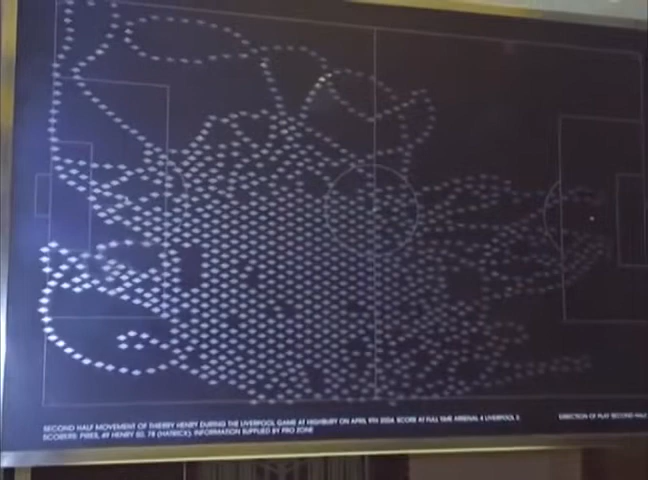 SECOND HALF MOVEMENT OF THIERRY HENRY DURING THE LIVERPOOL GAME AT HIGHBURY ON APRIL 9TH 2004. SCORE AT FULL TIME ARSENAL 4 LIVERPOOL 2. DIRECTION OF PLAY SECOND HALF
SCORERS: PIRES, 49 HENRY 50, 78 (HATRICK). INFORMATION SUPPLIED BY PRO ZONE